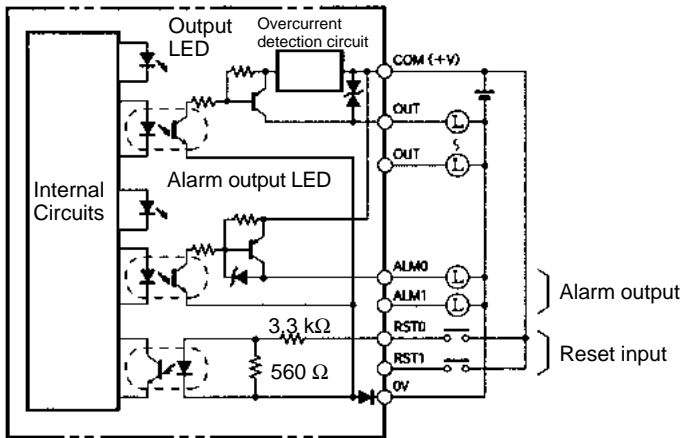 Output
LED
Overcurrent
detection circuit
COM (+V)
OUT
L
OUT
L
Internal
Circuits
Alarm output LED
ALM0
L
ALM1
L
Alarm output
3.3 kΩ
RST0
RST1
Reset input
560 Ω
0V